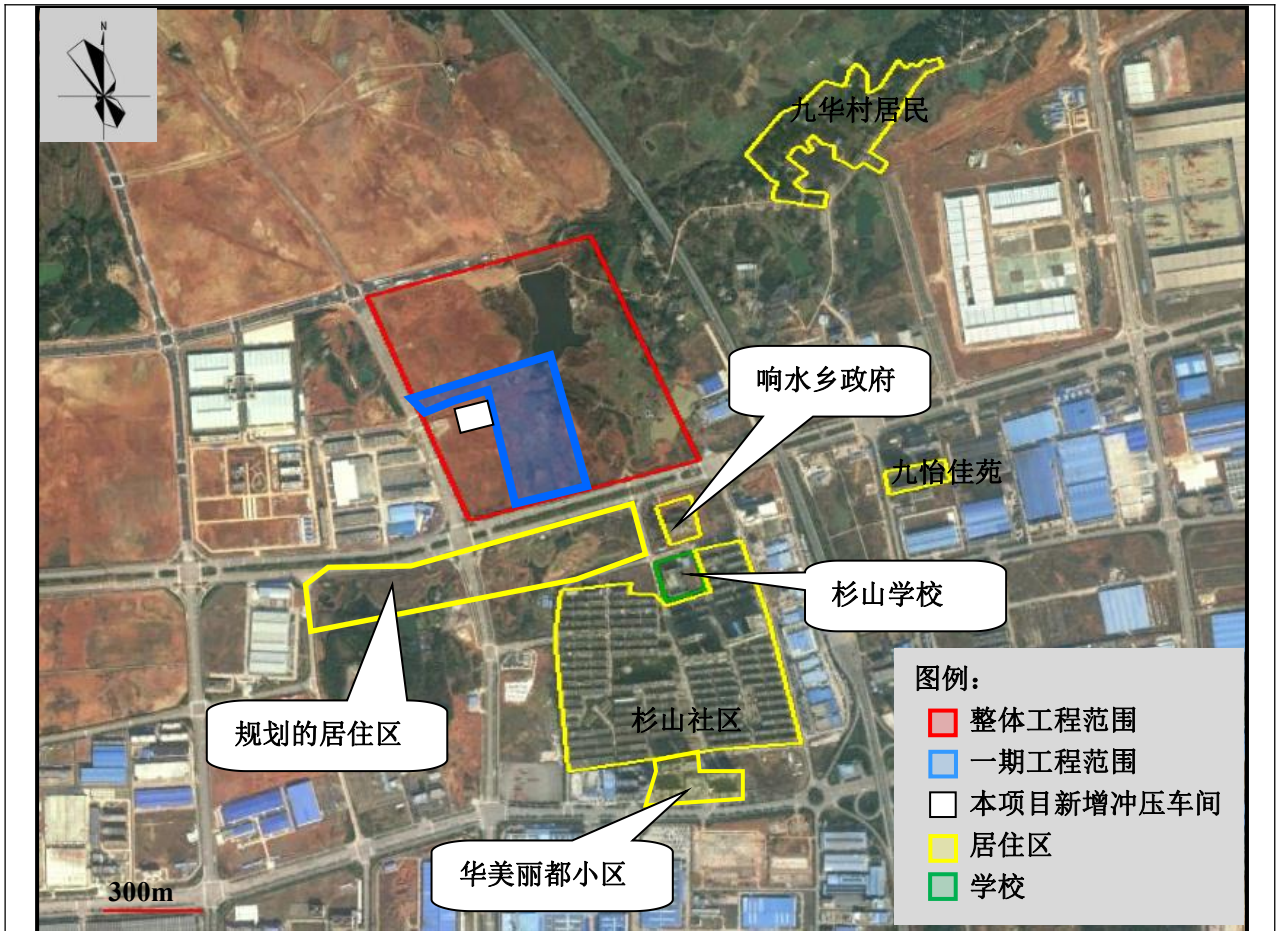 N
九华村居民
响水乡政府
九怡佳苑
杉山学校
规划的居住区
杉山社区
华美丽都小区
300m
图例：
整体工程范围
一期工程范围
本项目新增冲压车间
居住区
学校